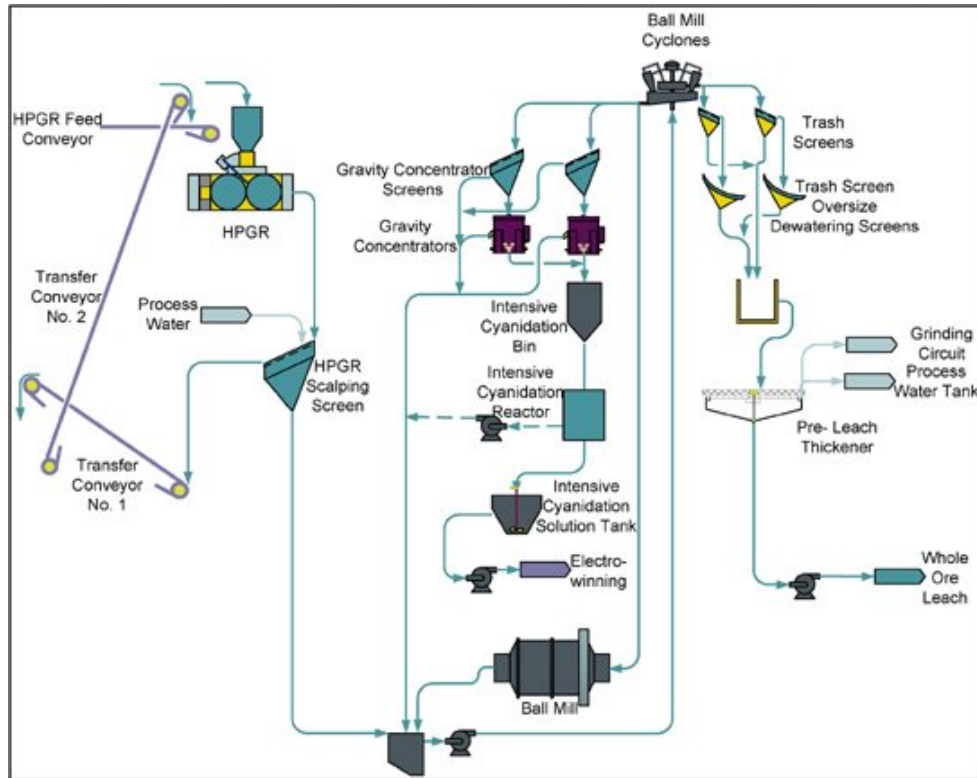 Ball Mill
Cyclones
HPGR Feed
Conveyor
Trash
Screens
Gravity Concentrator
Screens
Trash Screen
Oversize
Dewatering Screens
HPGR
Gravity
Concentrators
Transfer
Conveyor
No. 2
Process
Water
Intensive
Cyanidation
Bin
Grinding
Circuit
Process
Water Tank
HPGR
Scalping
Screen
Intensive
Cyanidation
Reactor
Pre- Leach
Thickener
Transfer
Conveyor
No. 1
Intensive
Cyanidation
Solution Tank
Electro-
winning
Whole
Ore
Leach
Ball Mill